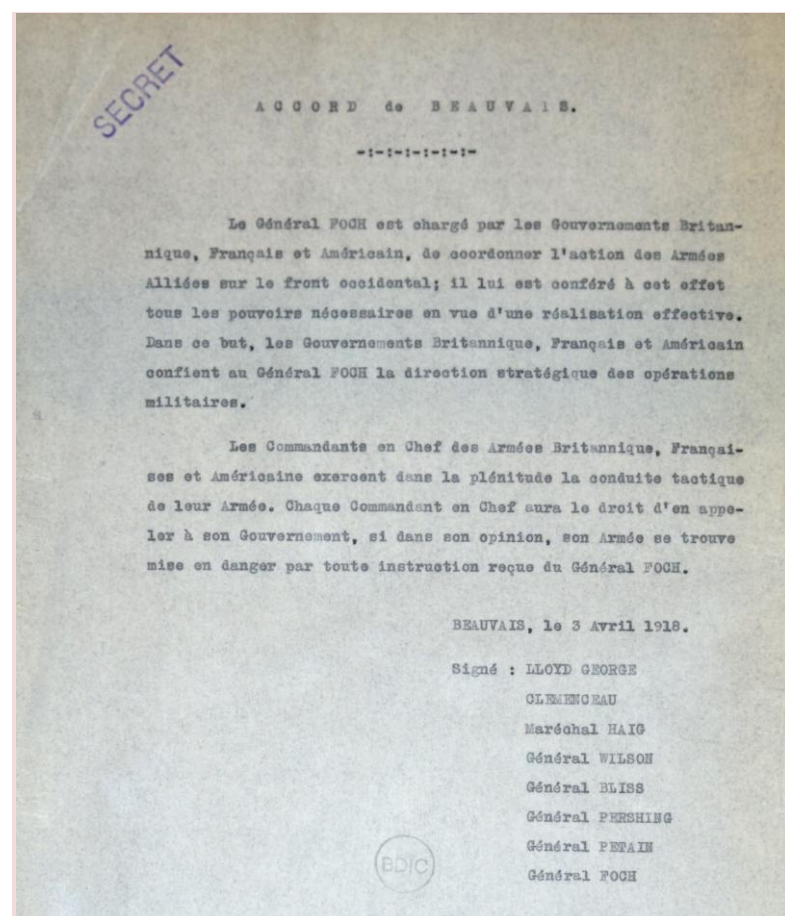 SECRET
ACCORD de BEAUVAIS.
-:-:-:-:-:-:-
Le Général FOCH est chargé par les Gouvernements Britan-
nique, Français et Américain, de coordonner l'action des Armées
Alliées sur le front occidental; il lui est conféré à cet effet
tous les pouvoirs nécessaires en vue d'une réalisation effective.
Dans ce but, les Gouvernements Britannique, Français et Américain
confient au Général FOCH la direction stratégique des opérations
militaires.
Les Commandants en Chef des Armées Britannique, Françai-
ses et Américaine exercent dans la plénitude la conduite tactique
de leur Armée. Chaque Commandant en Chef aura le droit d'en appe-
ler à son Gouvernement, si dans son opinion, son Armée se trouve
mise en danger par toute instruction reçue du Général FOCH.
BEAUVAIS, le 3 Avril 1918.
Signé : LLOYD GEORGE
CLEMENCEAU
Maréchal HAIG
Général WILSON
Général BLISS
Général PERSHING
Général PETAIN
Général FOCH
BDIC